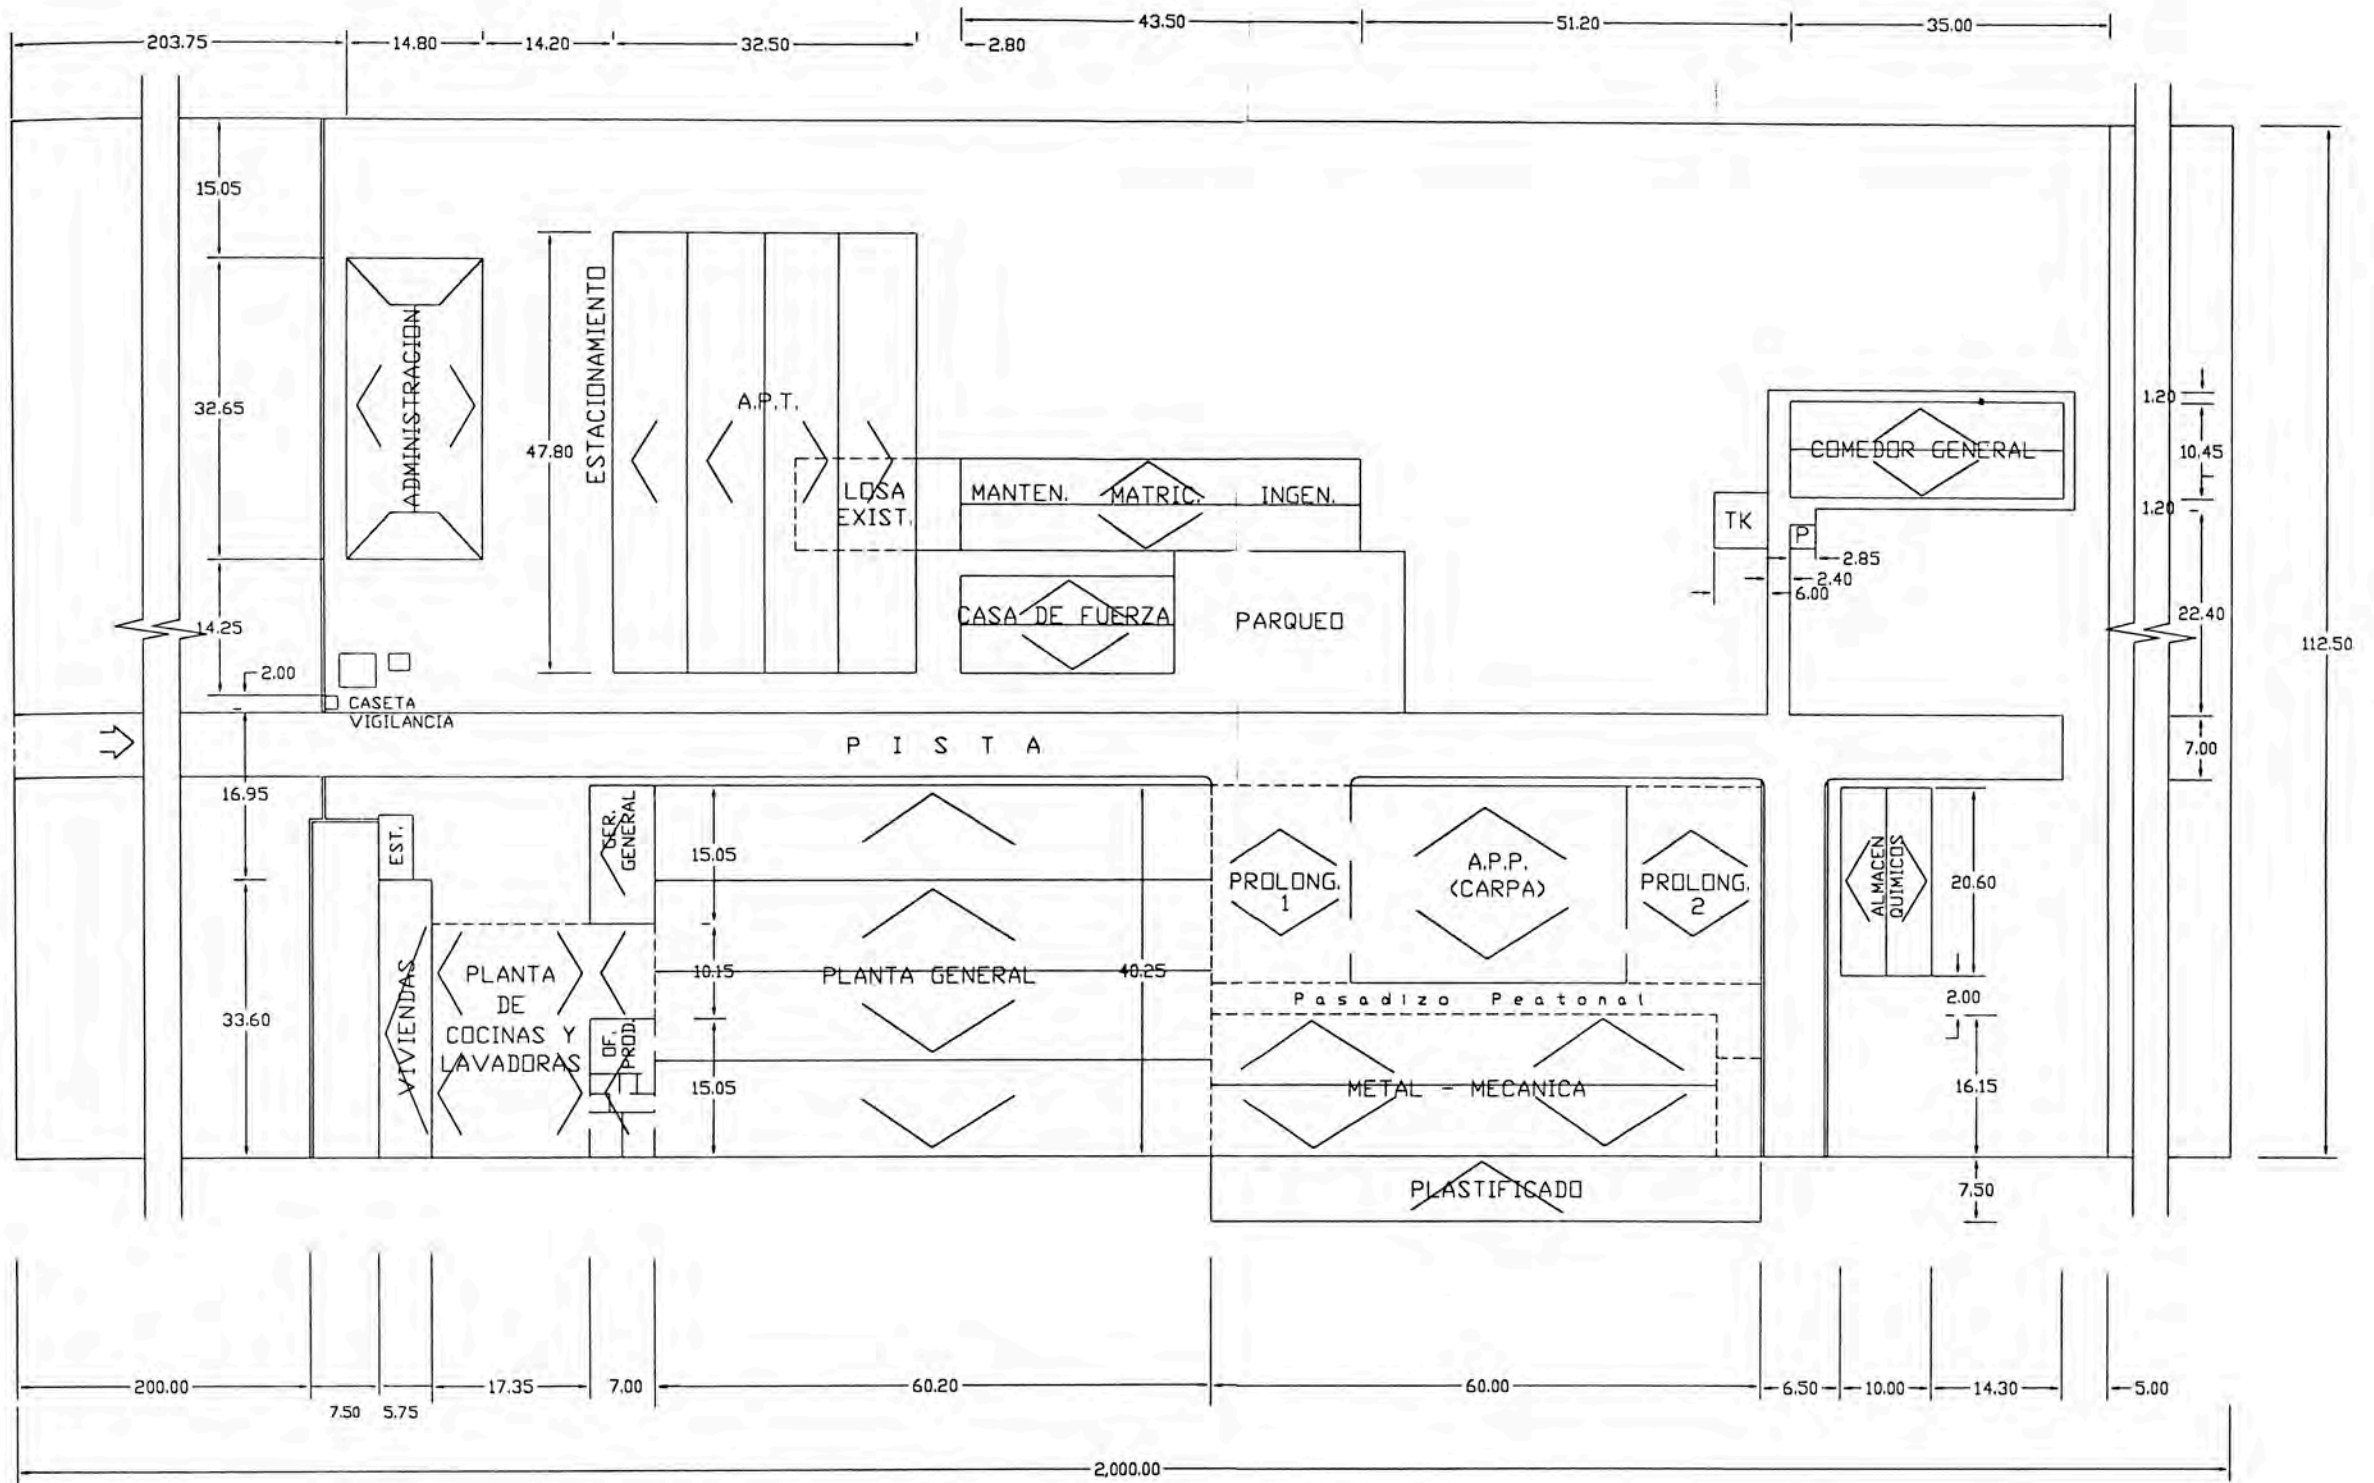 203.75
14.80
14.20
32.50
43.50
2.80
51.20
35.00
15.05
32.65
14.25
2.00
ADMINISTRACION
47.80
ESTACIONAMIENTO
A.P.T.
LOSA
EXIST.
MANTEN.
MATRIC.
INGEN.
CASA DE FUERZA
PARQUEO
TK
P
COMEDOR GENERAL
1.20
10.45
1.20
2.85
2.40
6.00
22.40
112.50
CASETA
VIGILANCIA
P I S T A
7.00
16.95
33.60
EST.
VIVIENDAS
GER.
GENERAL
PLANTA
DE
COCINAS Y
LAVADORAS
OF.
PROD.
15.05
10.15
15.05
PLANTA GENERAL
40.25
PROLONG.
1
A.P.P.
(CARPA)
PROLONG.
2
Pasadizo Peatonal
METAL - MECANICA
PLASTIFICADO
ALMACEN
QUIMICOS
20.60
2.00
16.15
7.50
200.00
7.50
5.75
17.35
7.00
60.20
60.00
6.50
10.00
14.30
5.00
2,000.00